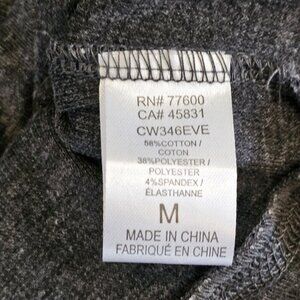 RN# 77600
CA# 45831
CW346EVE
58%COTTON /
COTON
38%POLYESTER /
POLYESTER
4%SPANDEX /
ÉLASTHANNE
M
MADE IN CHINA
FABRIQUÉ EN CHINE